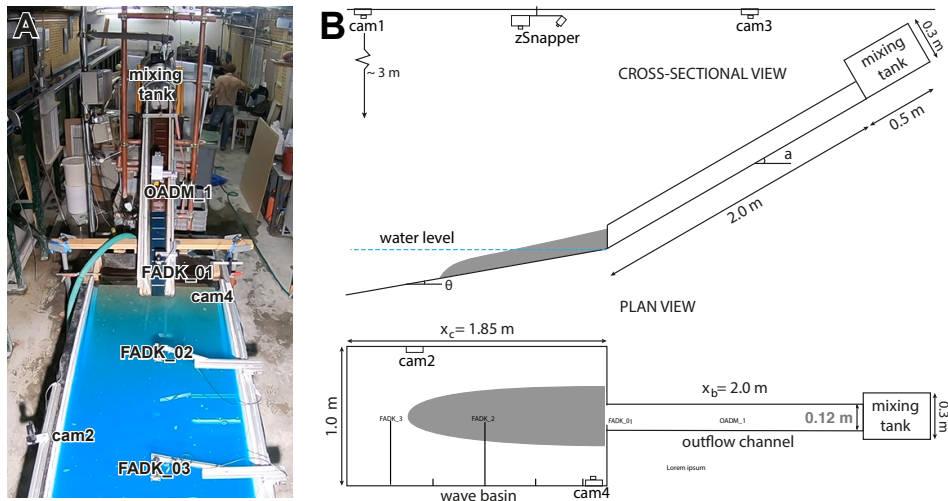 A
mixing
tank
OADM_1
FADK_01
cam4
FADK_02
cam2
FADK_03
B
cam1
zSnapper
cam3
~ 3 m
CROSS-SECTIONAL VIEW
mixing
tank
0.3 m
0.5 m
a
2.0 m
water level
θ
PLAN VIEW
xc= 1.85 m
cam2
xb= 2.0 m
1.0 m
FADK_3
FADK_2
FADK_01
OADM_1
0.12 m
mixing
tank
0.3 m
outflow channel
Lorem ipsum
wave basin
cam4